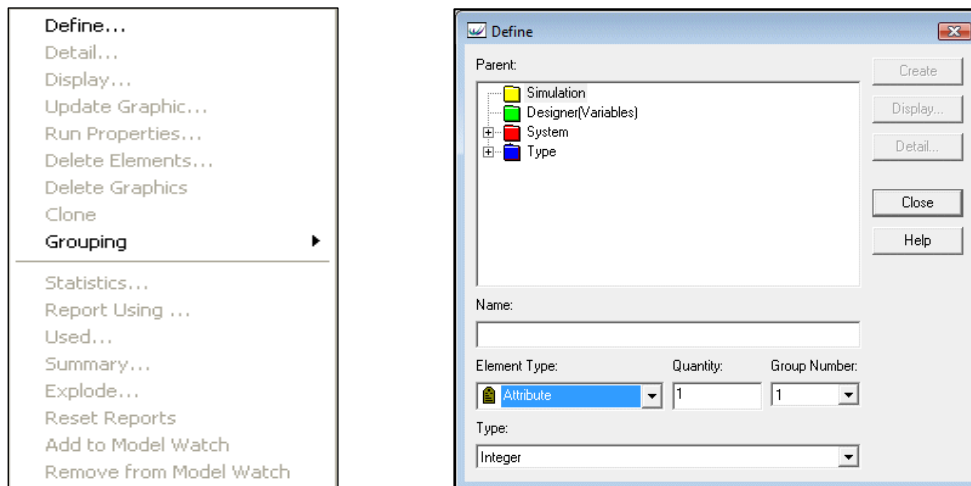 Define...
Detail...
Display...
Update Graphic...
Run Properties...
Delete Elements...
Delete Graphics
Clone
Grouping
Statistics...
Report Using ...
Used...
Summary...
Explode...
Reset Reports
Add to Model Watch
Remove from Model Watch
Define
Parent:
Simulation
Designer(Variables)
System
Type
Create
Display...
Detail...
Close
Help
Name:
Element Type: Quantity: Group Number:
Attribute 1 1
Type:
Integer